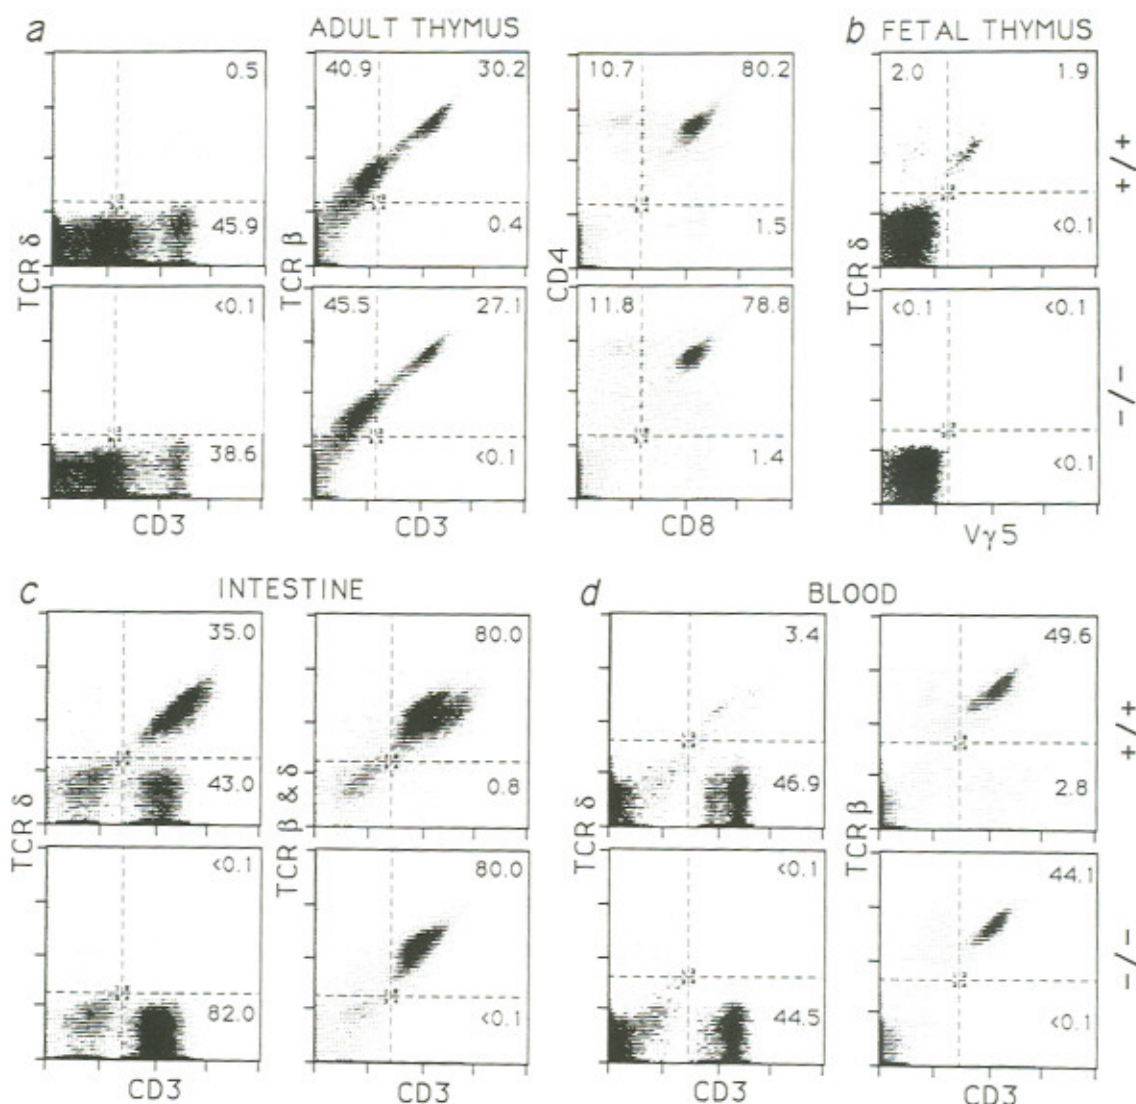 a ADULT THYMUS b FETAL THYMUS
0.5 40.9 30.2 10.7 80.2 2.0 1.9
45.9 0.4 1.5 <0.1
+/+
TCR δ TCR β CD4 TCR δ
<0.1 45.5 27.1 11.8 78.8 <0.1 <0.1
38.6 <0.1 1.4 <0.1
-/-
CD3 CD3 CD8 Vγ5
c INTESTINE d BLOOD
35.0 80.0 3.4 49.6
43.0 0.8 46.9 2.8
+/+
TCR δ TCR β & δ TCR δ TCR β
<0.1 80.0 <0.1 44.1
82.0 <0.1 44.5 <0.1
-/-
CD3 CD3 CD3 CD3